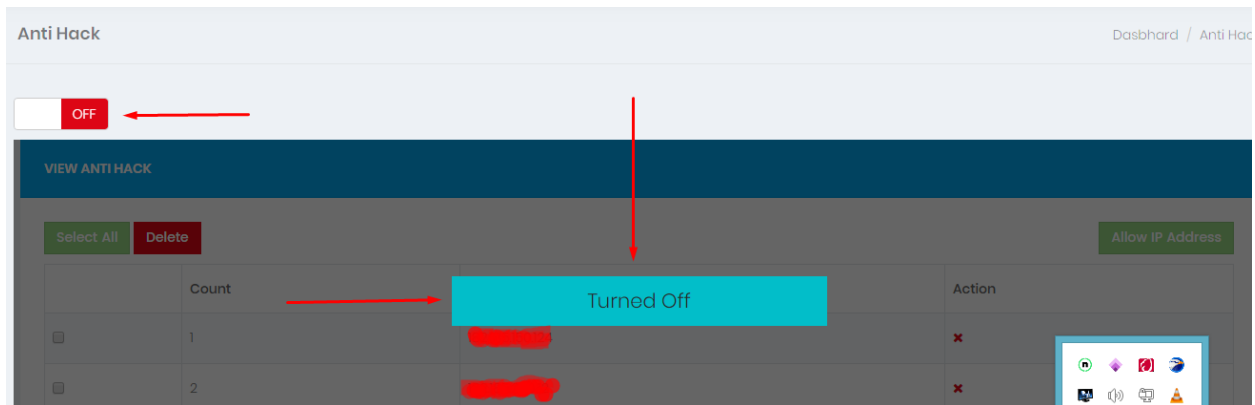 Anti Hack
Dasbhard / Anti Hac
OFF
VIEW ANTI HACK
Select All Delete Allow IP Address
Count Action
Turned Off
1
2